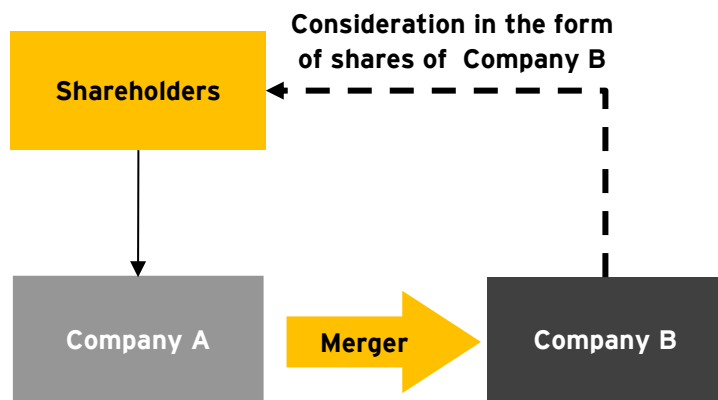 Consideration in the form
of shares of Company B
Shareholders
Company A
Merger
Company B